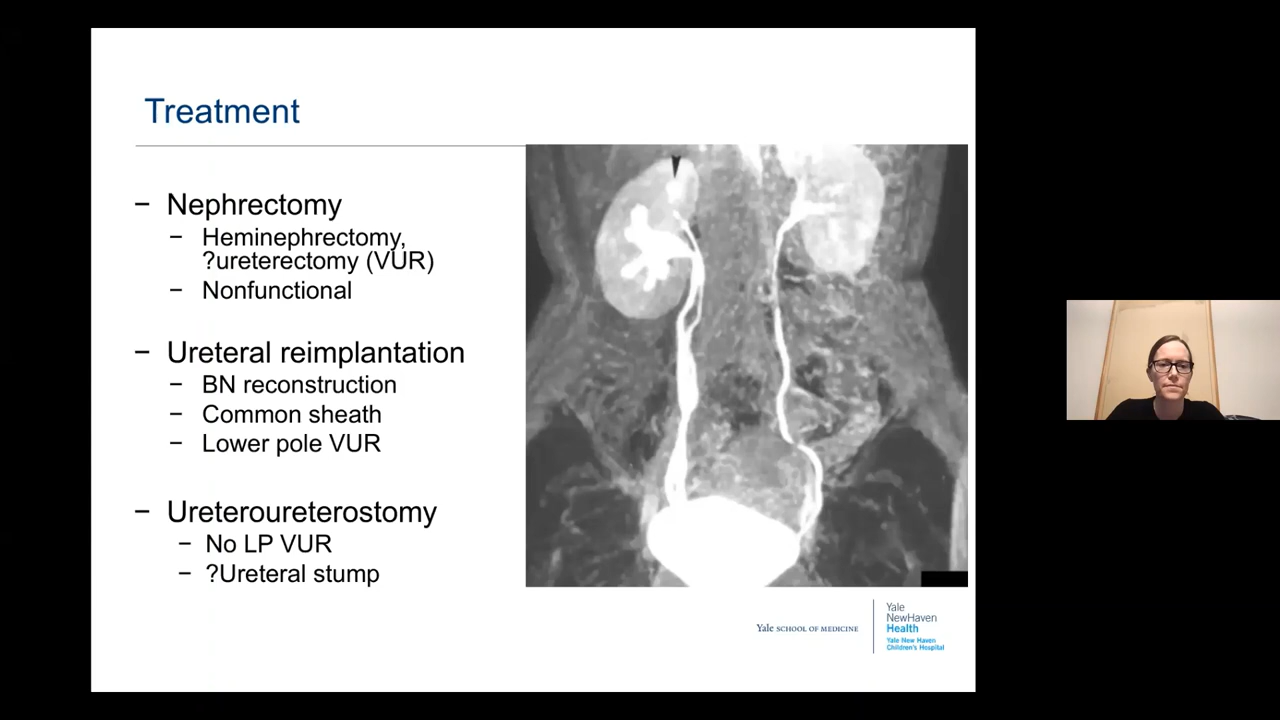 Treatment
− Nephrectomy
− Heminephrectomy,
?ureterectomy (VUR)
− Nonfunctional
− Ureteral reimplantation
− BN reconstruction
− Common sheath
− Lower pole VUR
− Ureteroureterostomy
− No LP VUR
− ?Ureteral stump
Yale SCHOOL OF MEDICINE
Yale
NewHaven
Health
Yale New Haven
Children's Hospital